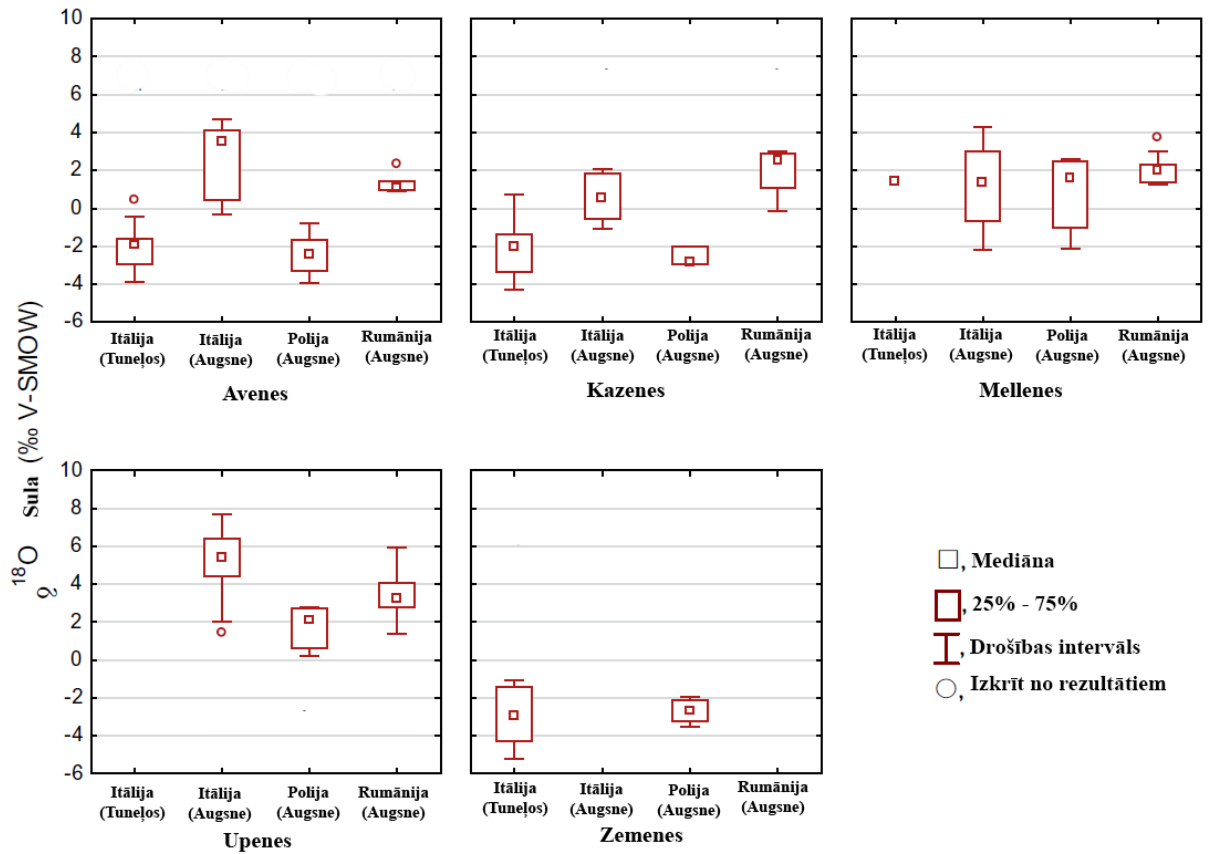 10
8
6
4
2
0
-2
-4
-6
Itālija
(Tuneļos)
Itālija
(Augsne)
Polija
(Augsne)
Rumānija
(Augsne)
Avenes
Itālija
(Tuneļos)
Itālija
(Augsne)
Polija
(Augsne)
Rumānija
(Augsne)
Kazenes
Itālija
(Tuneļos)
Itālija
(Augsne)
Polija
(Augsne)
Rumānija
(Augsne)
Mellenes
18O Sula (‰ V-SMOW)
10
8
6
4
2
0
-2
-4
-6
Itālija
(Tuneļos)
Itālija
(Augsne)
Polija
(Augsne)
Rumānija
(Augsne)
Upenes
Itālija
(Tuneļos)
Itālija
(Augsne)
Polija
(Augsne)
Rumānija
(Augsne)
Zemenes
, Mediāna
, 25% - 75%
, Drošības intervāls
, Izkrīt no rezultātiem